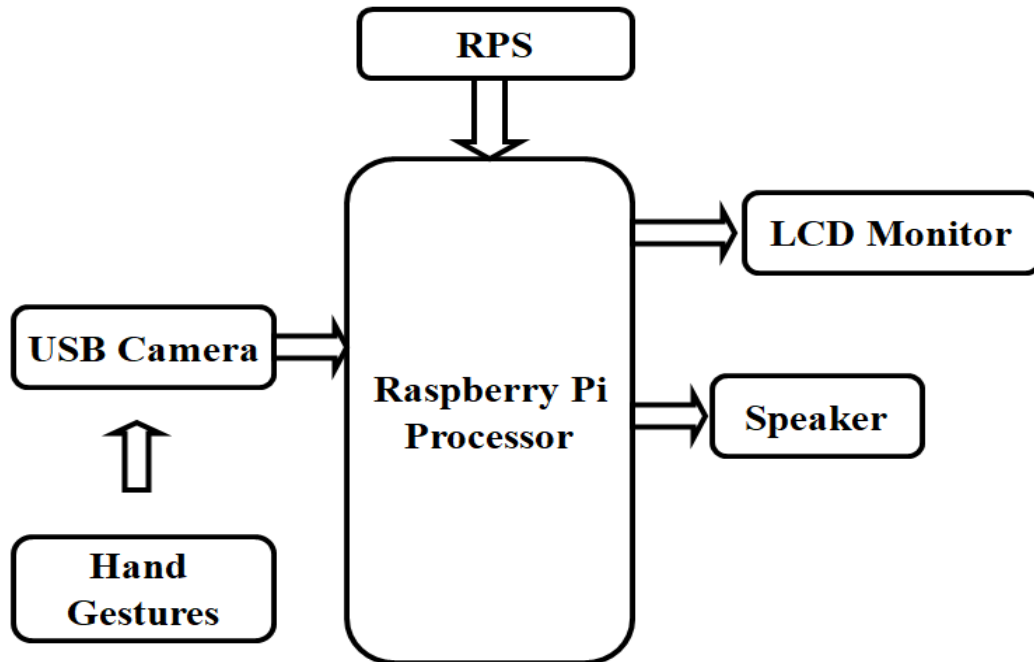 RPS
LCD Monitor
USB Camera
Raspberry Pi
Processor
Speaker
Hand
Gestures